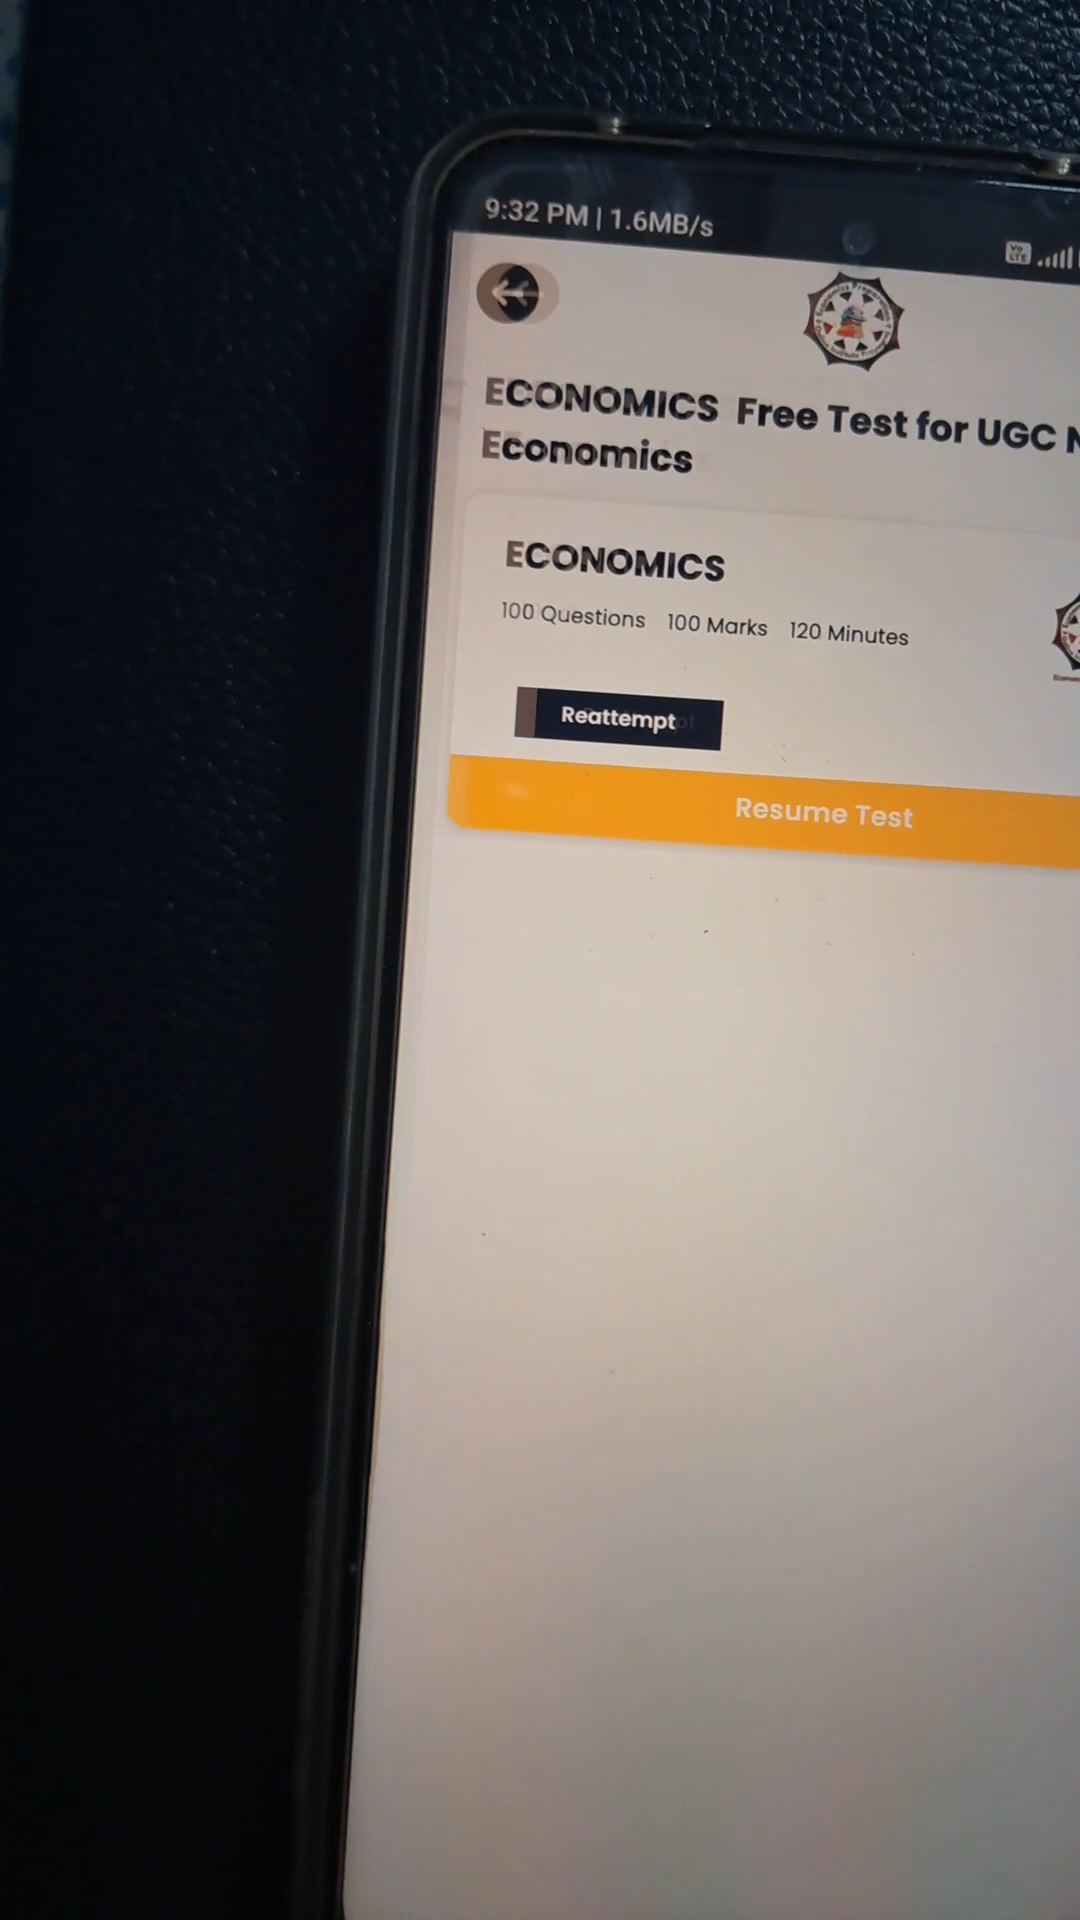 9:32 PM | 1.6MB/s
ECONOMICS Free Test for UGC
Economics
ECONOMICS
100 Questions 100 Marks 120 Minutes
Reattempt
Resume Test